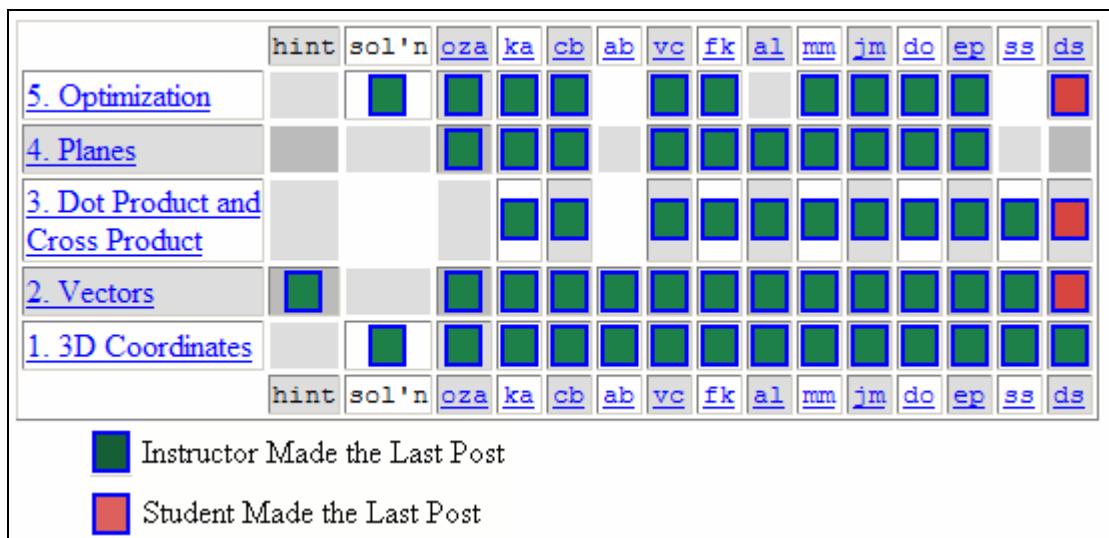 hint sol'n oza ka cb ab vc fk al mm jm do ep ss ds
5. Optimization
4. Planes
3. Dot Product and
Cross Product
2. Vectors
1. 3D Coordinates
hint sol'n oza ka cb ab vc fk al mm jm do ep ss ds
Instructor Made the Last Post
Student Made the Last Post